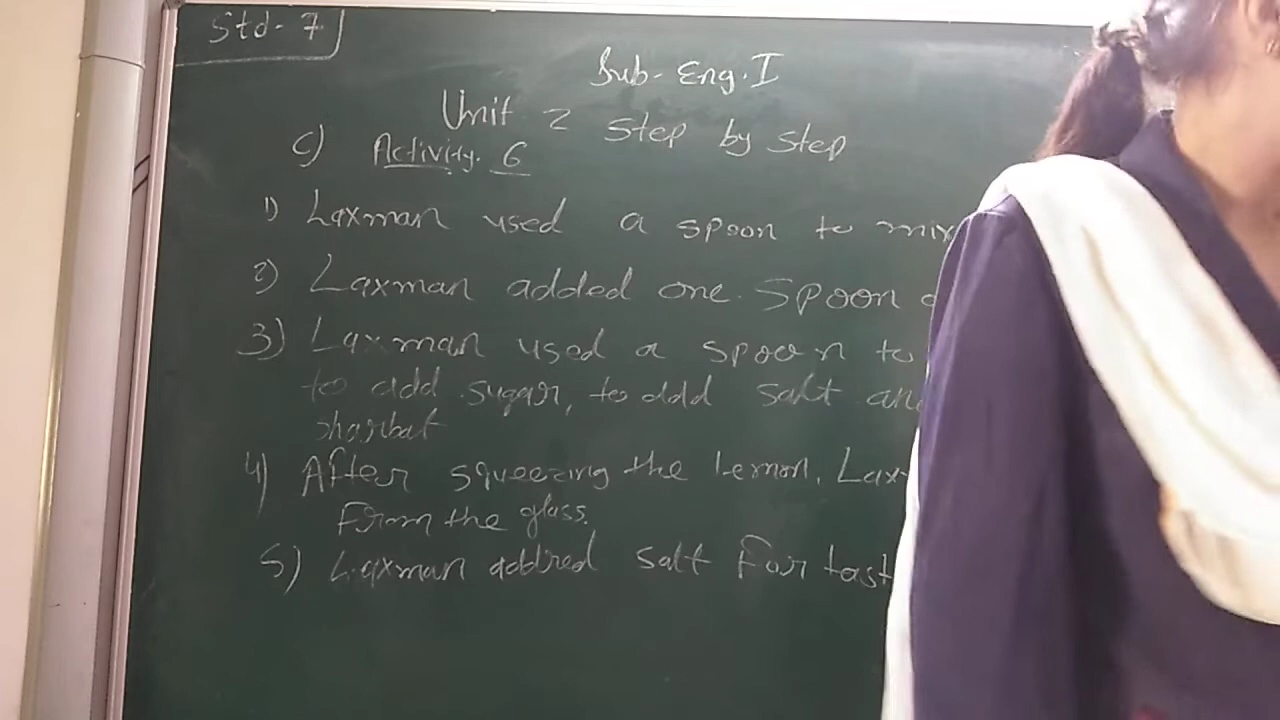 Std- 7
Sub- Eng. I
Unit 2 Step by Step
c) Activity. 6
1) Laxman used a spoon to mix
2) Laxman added one. Spoon
3) Laxman used a spoon to
to add sugar, to add salt an
sharbat
4) After squeezing the lemon, Lax
From the glass.
5) Laxman addred salt For tast